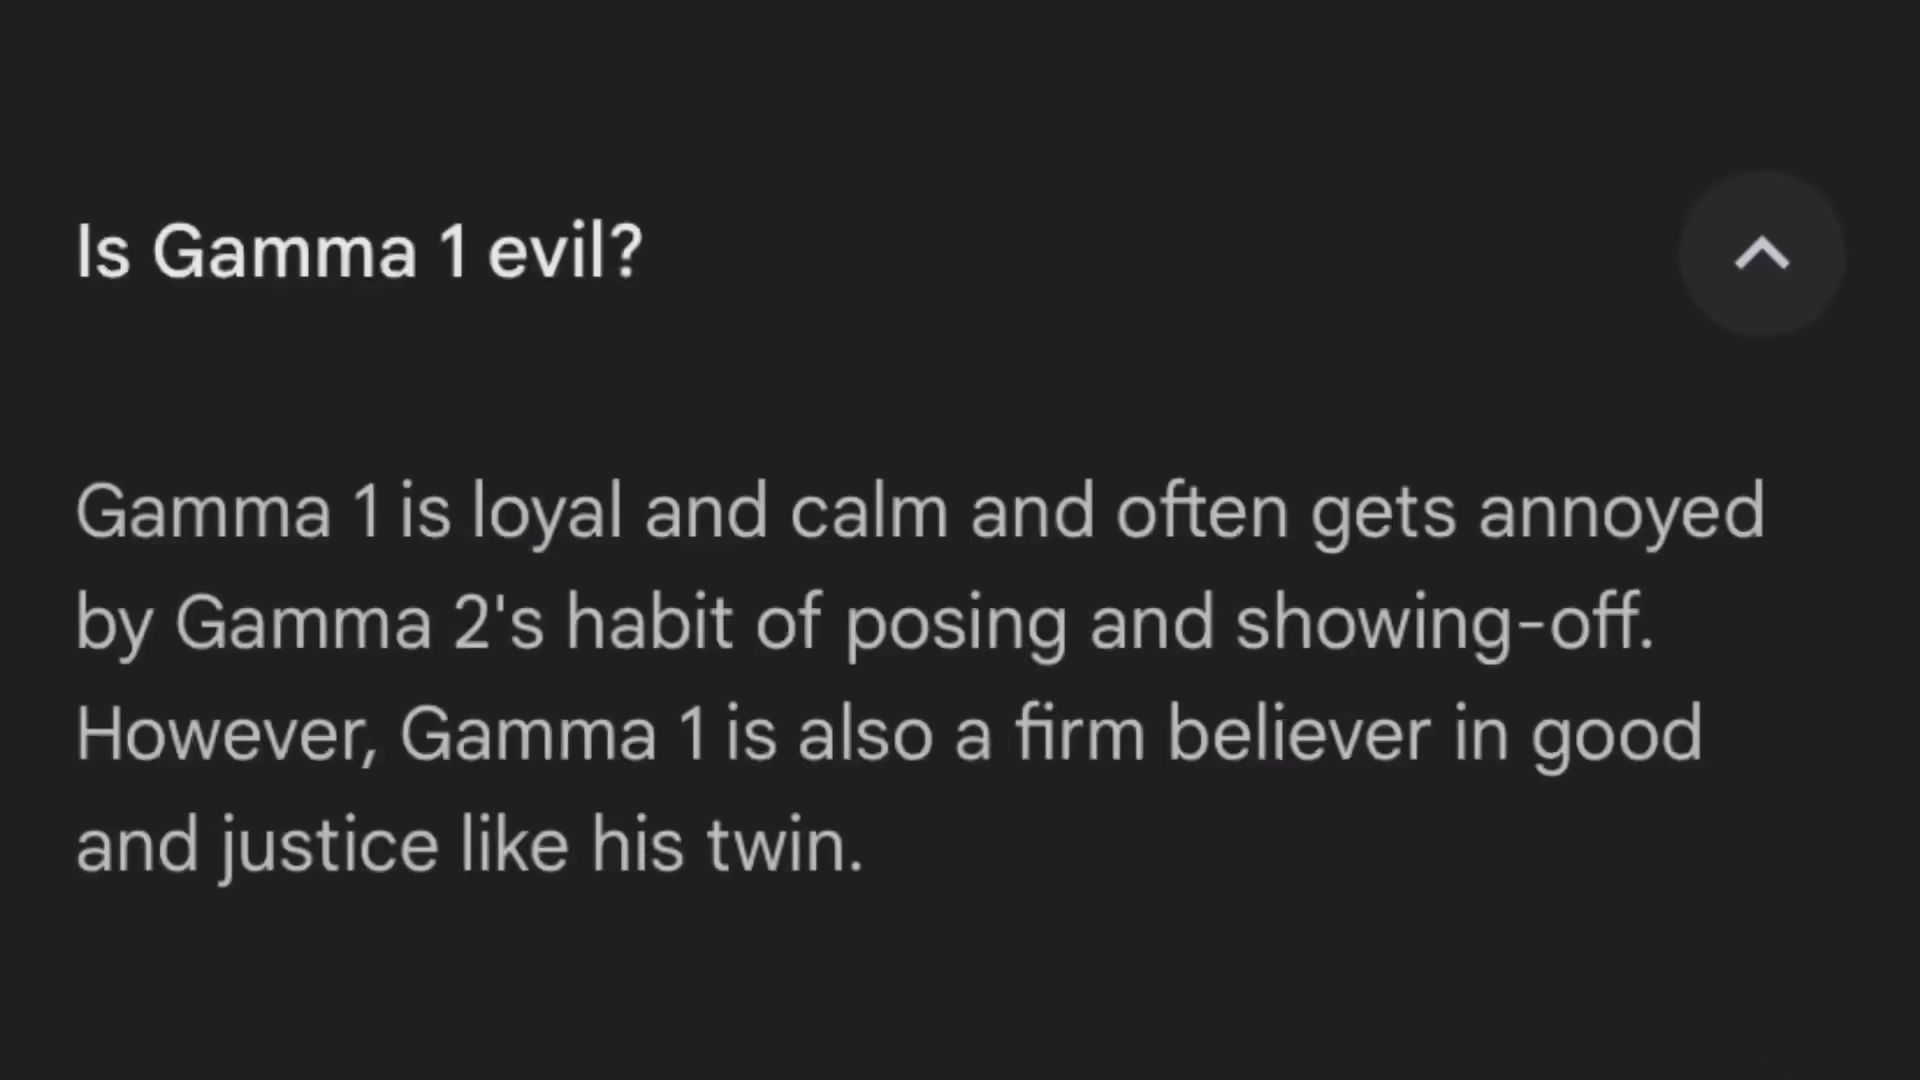 Is Gamma 1 evil?
Gamma 1 is loyal and calm and often gets annoyed
by Gamma 2's habit of posing and showing-off.
However, Gamma 1 is also a firm believer in good
and justice like his twin.